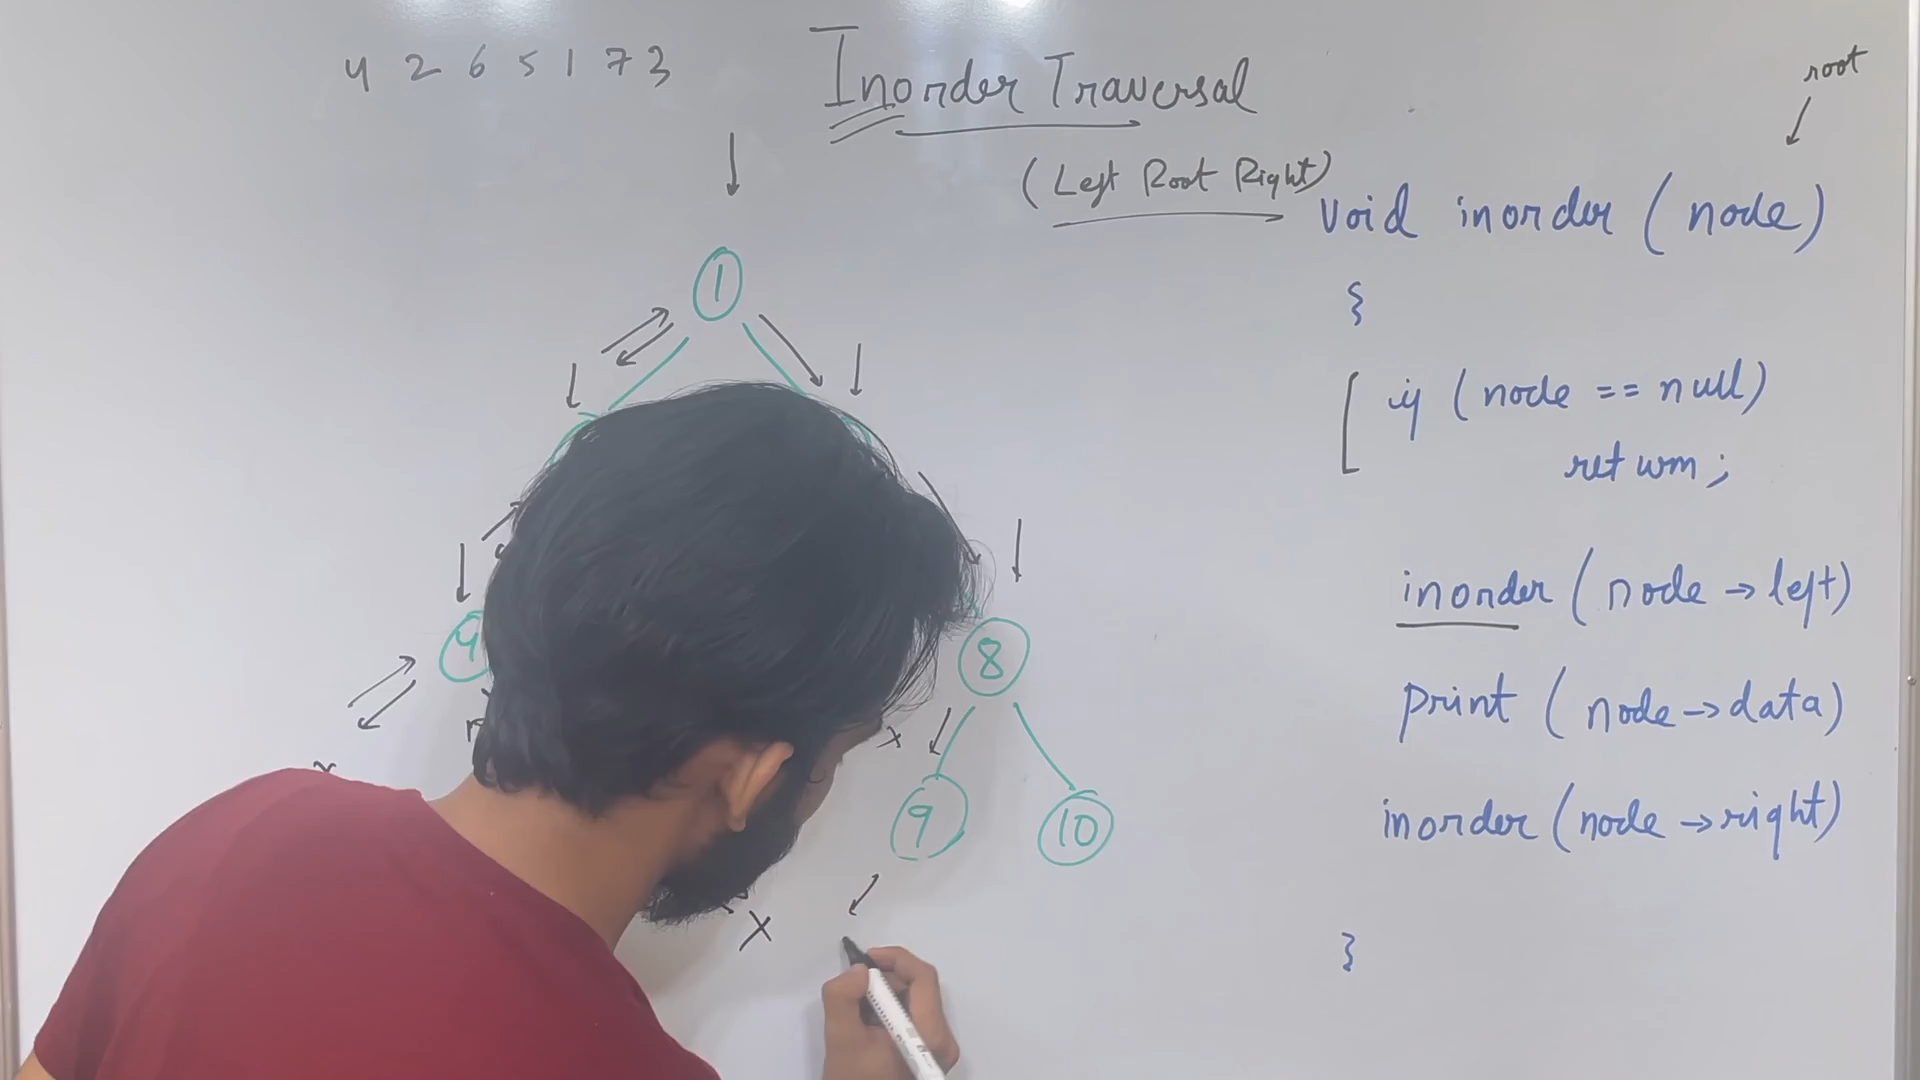 4 2 6 5 1 7 3
Inorder Traversal
(Left Root Right)
root
void inorder (node)
{
if (node == null)
return;
inorder (node → left)
print (node → data)
inorder (node → right)
}
1
4
8
x
9
10
X